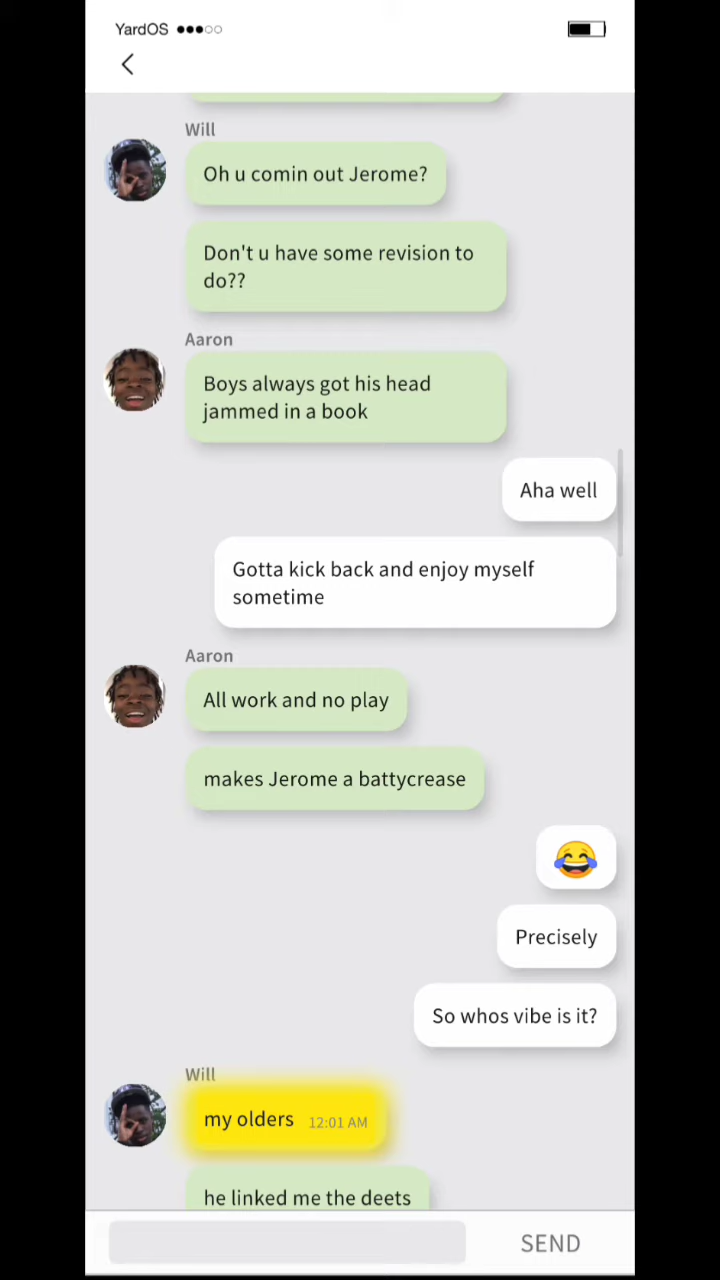 YardOS
Will
Oh u comin out Jerome?
Don't u have some revision to
do??
Aaron
Boys always got his head
jammed in a book
Aha well
Gotta kick back and enjoy myself
sometime
Aaron
All work and no play
makes Jerome a battycrease
😂
Precisely
So whos vibe is it?
Will
my olders 12:01 AM
he linked me the deets
SEND